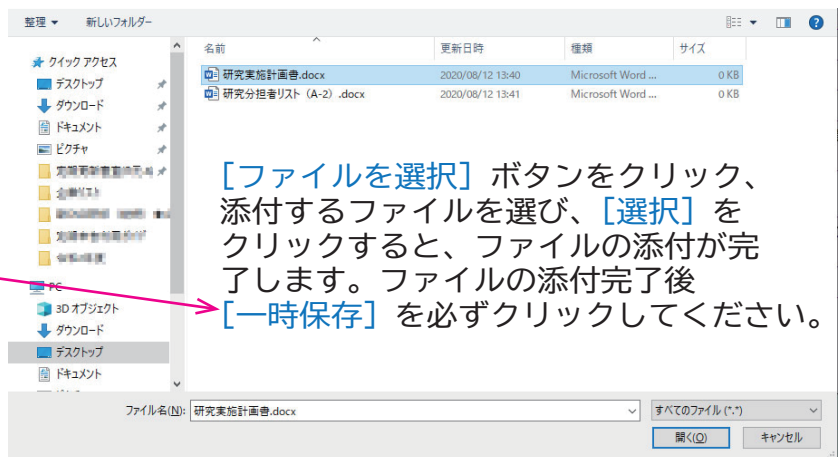 整理 新しいフォルダー
名前 更新日時 種類 サイズ
クイック アクセス
デスクトップ
ダウンロード
ドキュメント
ピクチャ
PC
3D オブジェクト
ダウンロード
デスクトップ
ドキュメント
研究実施計画書.docx 2020/08/12 13:40 Microsoft Word ... 0 KB
研究分担者リスト（A-2）.docx 2020/08/12 13:41 Microsoft Word ... 0 KB
［ファイルを選択］ボタンをクリック、
添付するファイルを選び、［選択］を
クリックすると、ファイルの添付が完
了します。ファイルの添付完了後
［一時保存］を必ずクリックしてください。
ファイル名(N): 研究実施計画書.docx すべてのファイル (*.*)
開く(O) キャンセル